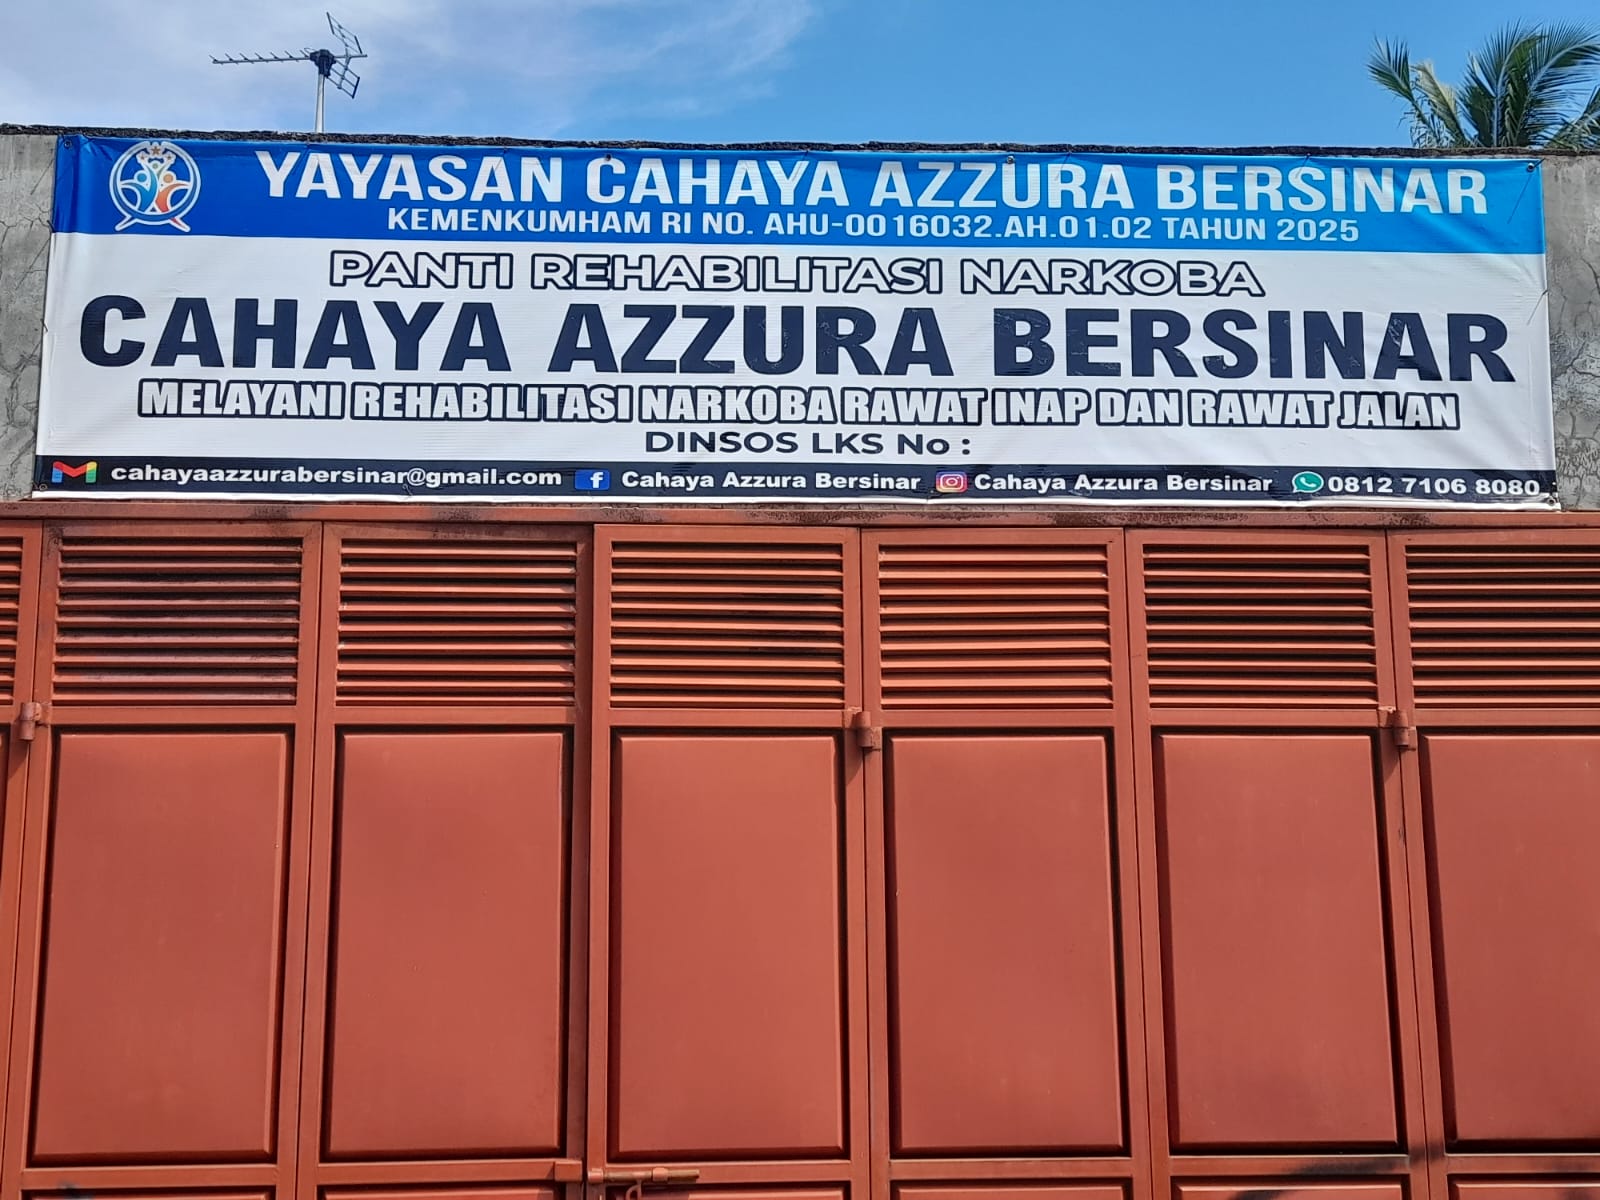 YAYASAN CAHAYA AZZURA BERSINAR
KEMENKUMHAM RI NO. AHU-0016032.AH.01.02 TAHUN 2025
PANTI REHABILITASI NARKOBA
CAHAYA AZZURA BERSINAR
MELAYANI REHABILITASI NARKOBA RAWAT INAP DAN RAWAT JALAN
DINSOS LKS No :
cahayaazzurabersinar@gmail.com Cahaya Azzura Bersinar Cahaya Azzura Bersinar 0812 7106 8080